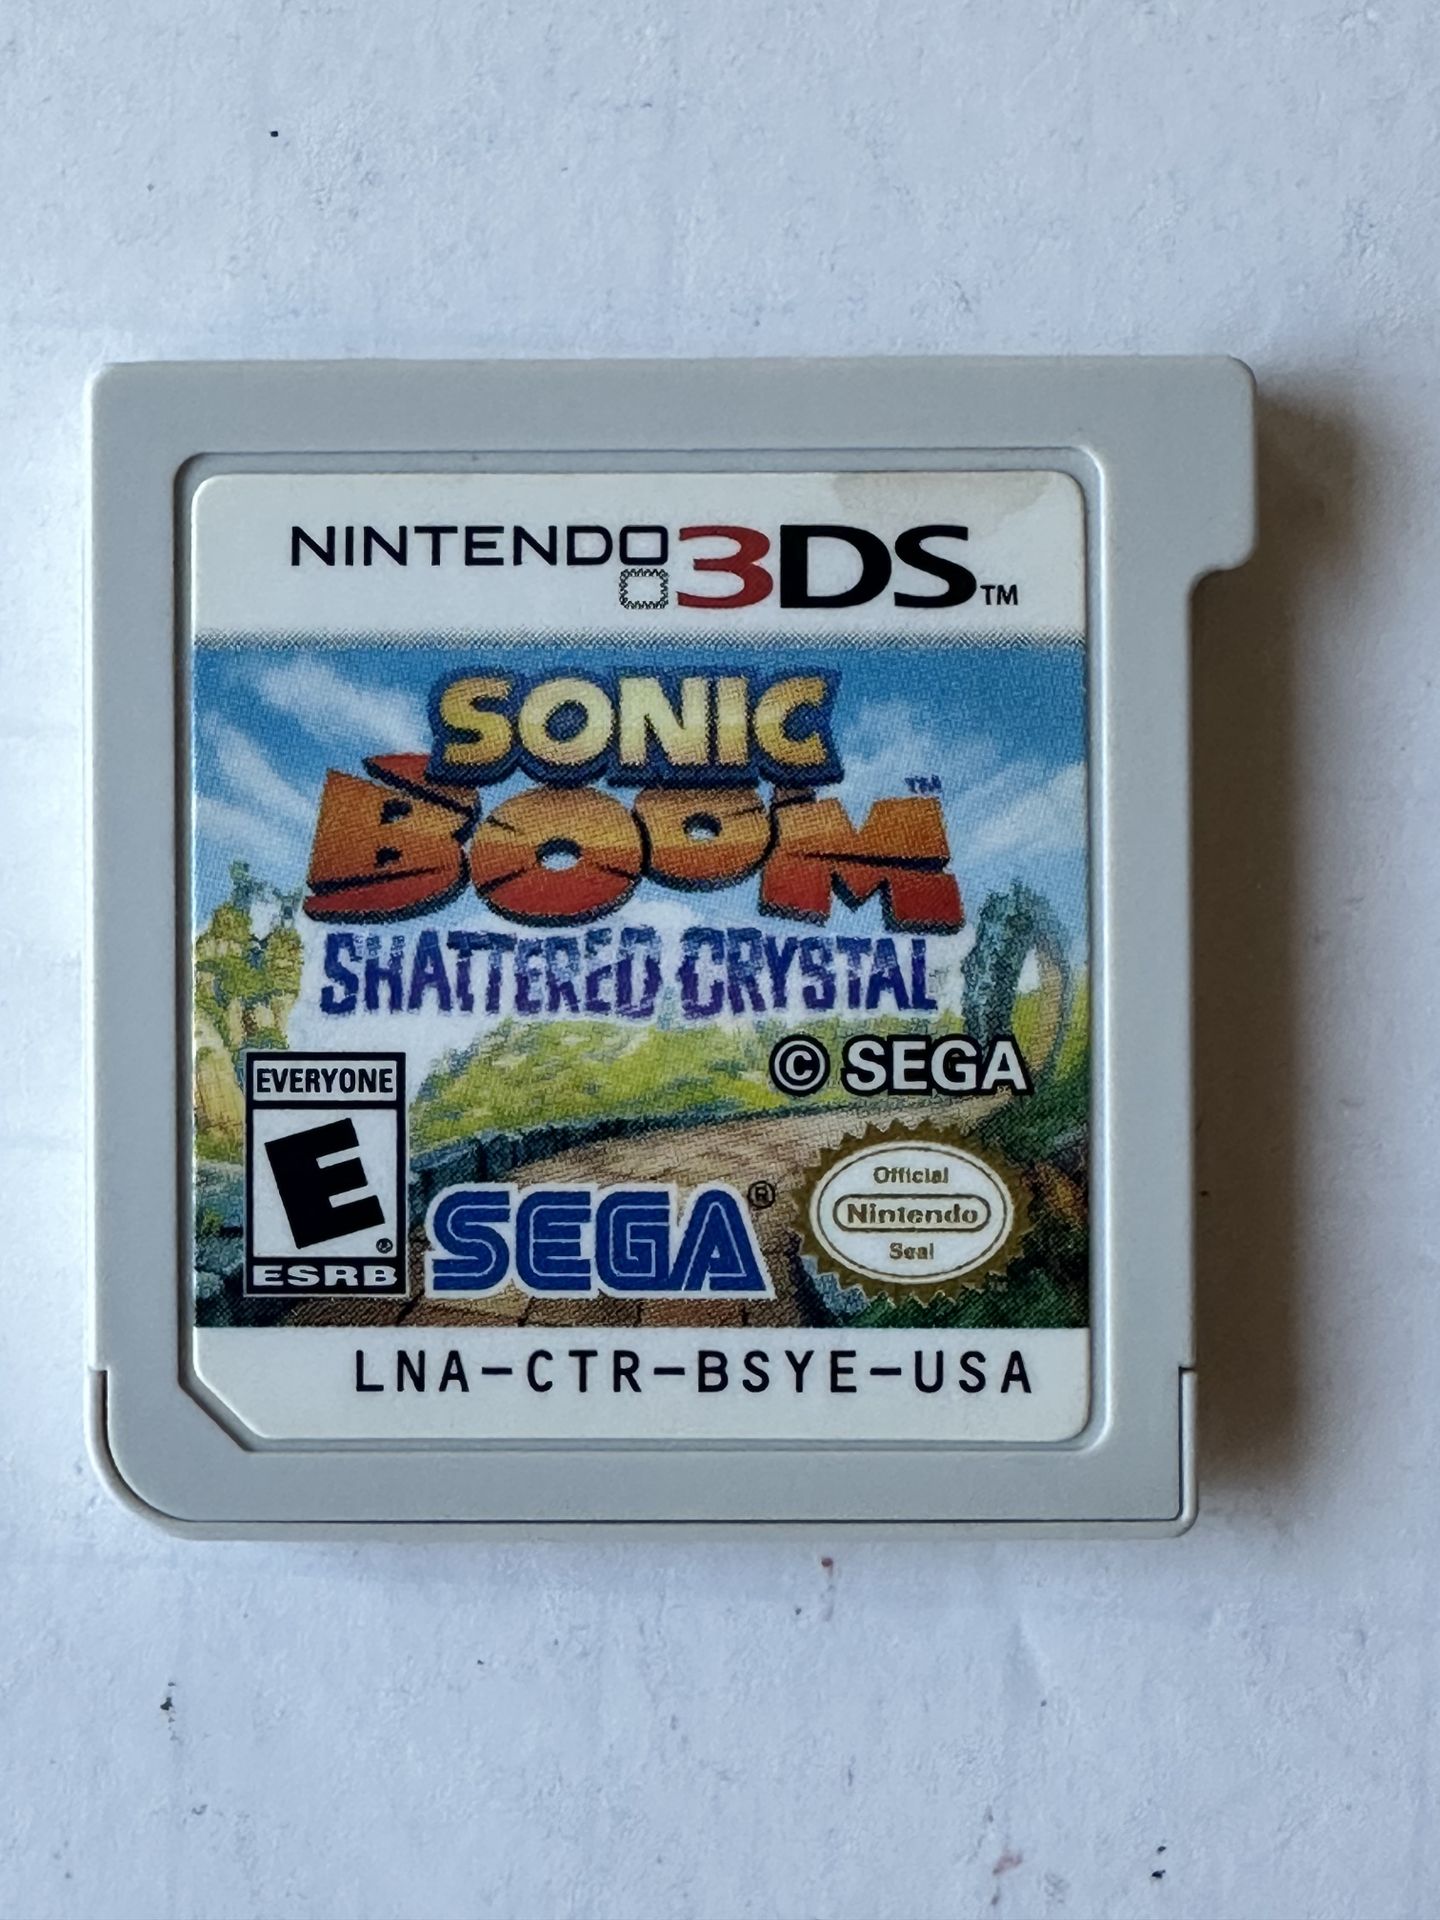 NINTENDO 3DS™
SONIC
BOOM™
SHATTERED CRYSTAL
© SEGA
EVERYONE
E®
ESRB
SEGA®
Official
Nintendo
Seal
LNA-CTR-BSYE-USA